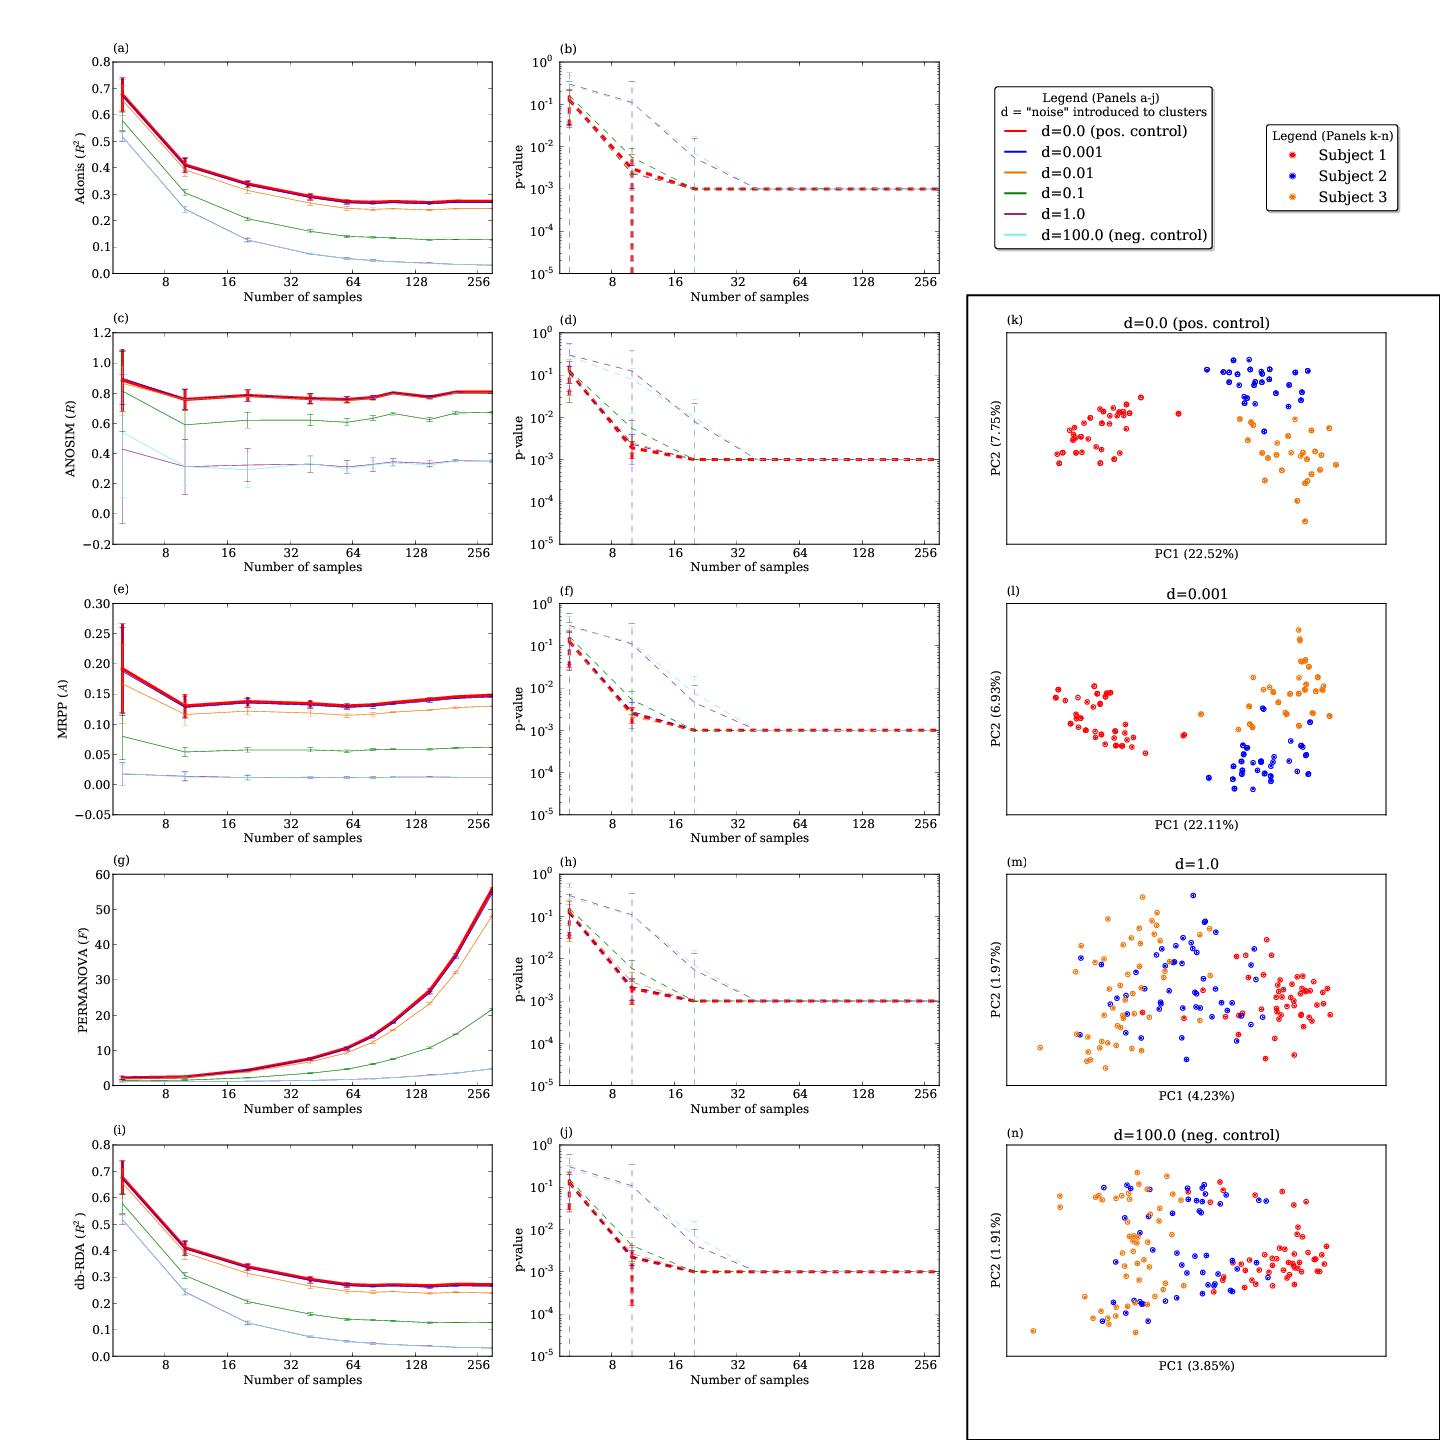 (a)
Adonis (R²)
0.8
0.7
0.6
0.5
0.4
0.3
0.2
0.1
0.0
8 16 32 64 128 256
Number of samples
(b)
p-value
10^0
10^-1
10^-2
10^-3
10^-4
10^-5
8 16 32 64 128 256
Number of samples
Legend (Panels a-j)
d = "noise" introduced to clusters
d=0.0 (pos. control)
d=0.001
d=0.01
d=0.1
d=1.0
d=100.0 (neg. control)
Legend (Panels k-n)
Subject 1
Subject 2
Subject 3
(c)
ANOSIM (R)
1.2
1.0
0.8
0.6
0.4
0.2
0.0
−0.2
8 16 32 64 128 256
Number of samples
(d)
p-value
10^0
10^-1
10^-2
10^-3
10^-4
10^-5
8 16 32 64 128 256
Number of samples
(k)
d=0.0 (pos. control)
PC2 (7.75%)
PC1 (22.52%)
(e)
MRPP (A)
0.30
0.25
0.20
0.15
0.10
0.05
0.00
−0.05
8 16 32 64 128 256
Number of samples
(f)
p-value
10^0
10^-1
10^-2
10^-3
10^-4
10^-5
8 16 32 64 128 256
Number of samples
(l)
d=0.001
PC2 (6.93%)
PC1 (22.11%)
(g)
PERMANOVA (F)
60
50
40
30
20
10
0
8 16 32 64 128 256
Number of samples
(h)
p-value
10^0
10^-1
10^-2
10^-3
10^-4
10^-5
8 16 32 64 128 256
Number of samples
(m)
d=1.0
PC2 (1.97%)
PC1 (4.23%)
(i)
db-RDA (R²)
0.8
0.7
0.6
0.5
0.4
0.3
0.2
0.1
0.0
8 16 32 64 128 256
Number of samples
(j)
p-value
10^0
10^-1
10^-2
10^-3
10^-4
10^-5
8 16 32 64 128 256
Number of samples
(n)
d=100.0 (neg. control)
PC2 (1.91%)
PC1 (3.85%)